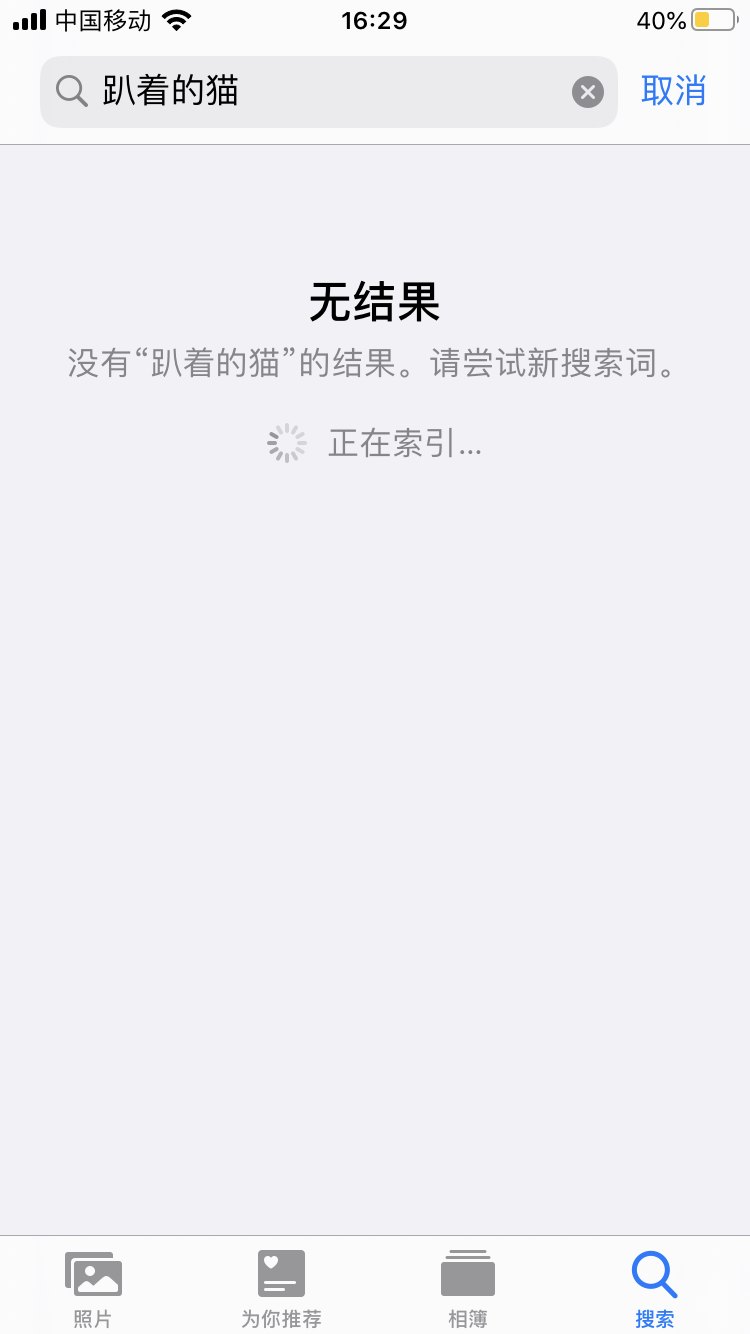 中国移动 16:29 40%
趴着的猫 取消
无结果
没有“趴着的猫”的结果。请尝试新搜索词。
正在索引...
照片 为你推荐 相簿 搜索